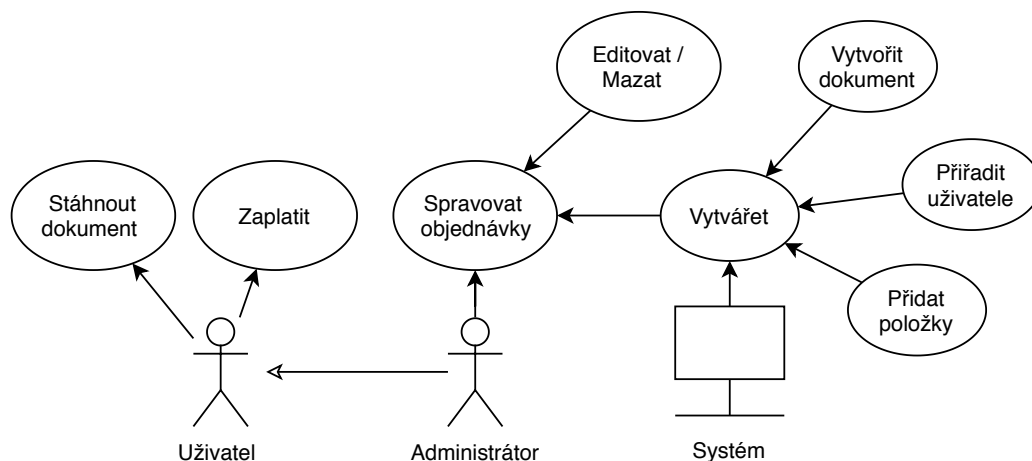 Editovat /
Mazat
Vytvořit
dokument
Stáhnout
dokument
Zaplatit
Spravovat
objednávky
Vytvářet
Přiřadit
uživatele
Přidat
položky
Uživatel
Administrátor
Systém